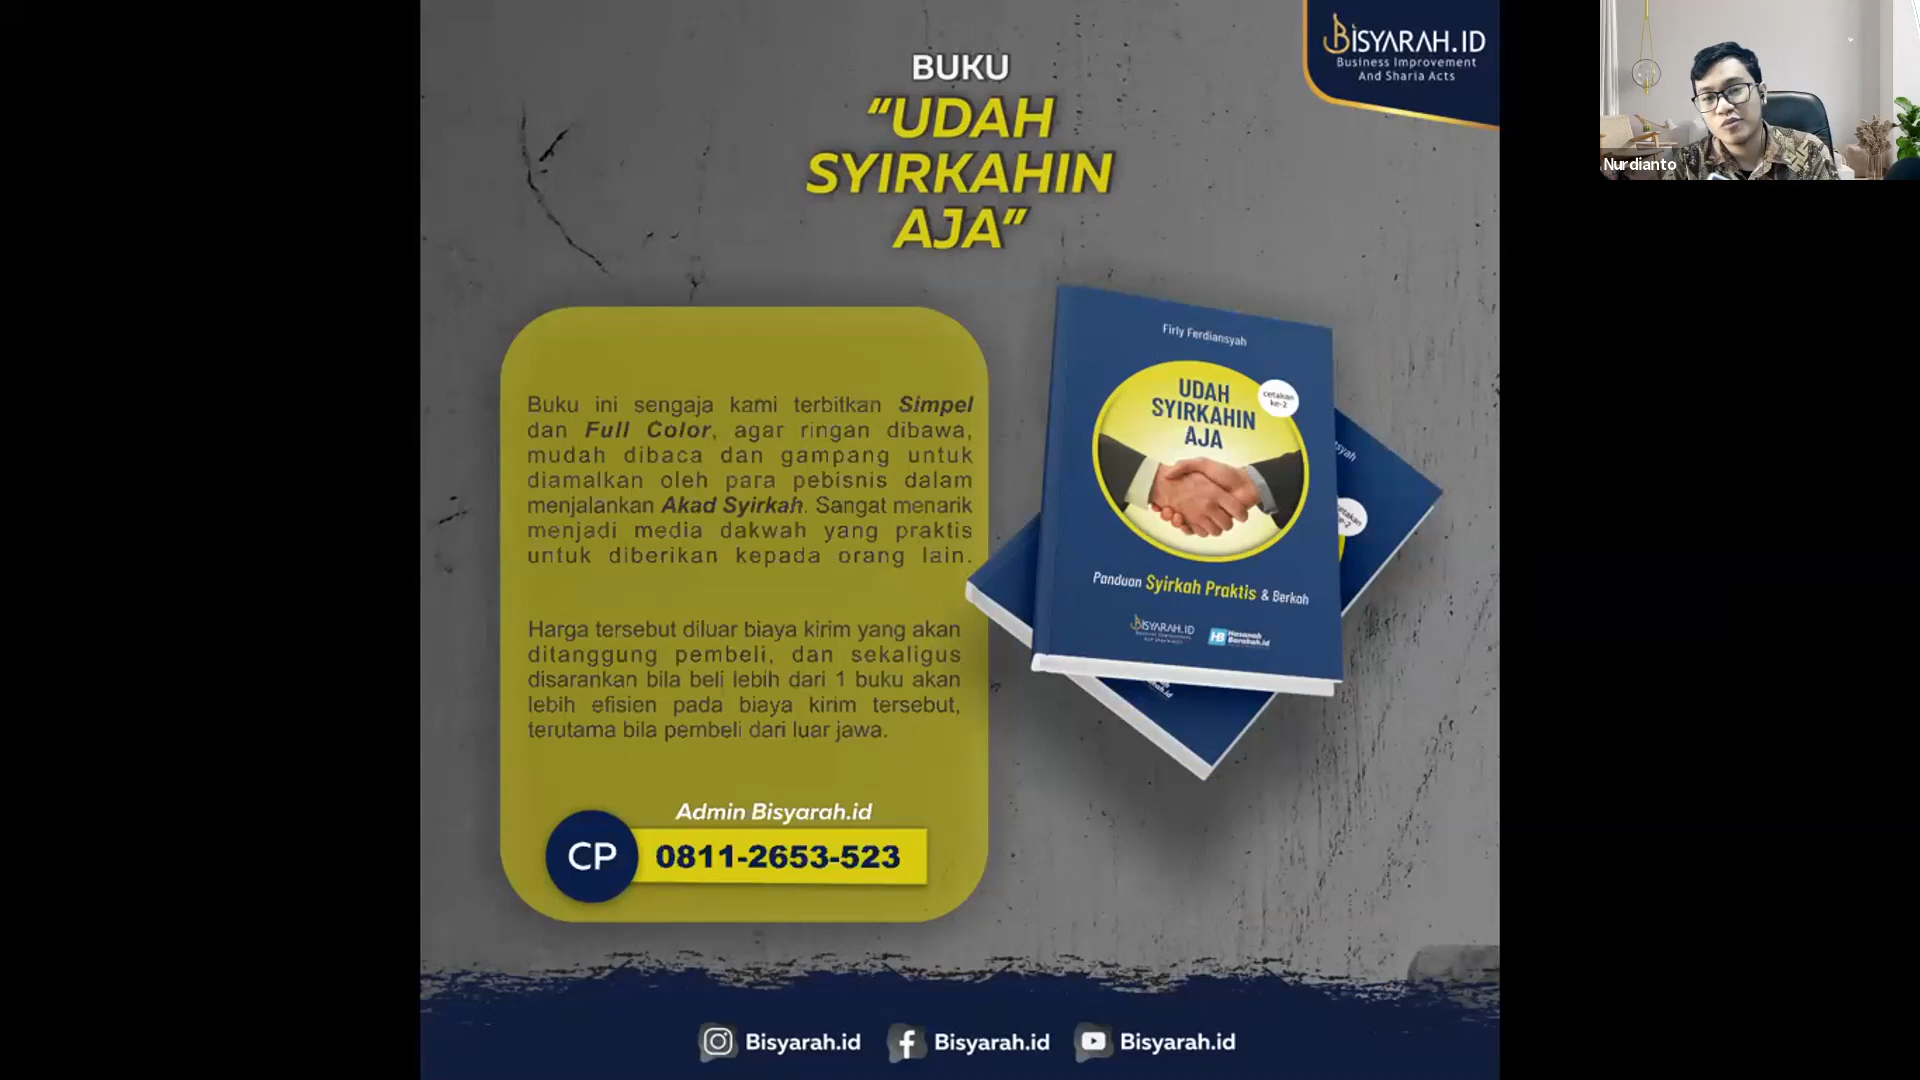 BISYARAH.ID
Business Improvement
And Sharia Acts
Nurdianto
BUKU
“UDAH
SYIRKAHIN
AJA”
Buku ini sengaja kami terbitkan Simpel
dan Full Color, agar ringan dibawa,
mudah dibaca dan gampang untuk
diamalkan oleh para pebisnis dalam
menjalankan Akad Syirkah. Sangat menarik
menjadi media dakwah yang praktis
untuk diberikan kepada orang lain.
Harga tersebut diluar biaya kirim yang akan
ditanggung pembeli, dan sekaligus
disarankan bila beli lebih dari 1 buku akan
lebih efisien pada biaya kirim tersebut,
terutama bila pembeli dari luar jawa.
Admin Bisyarah.id
CP
0811-2653-523
Firly Ferdiansyah
UDAH
SYIRKAHIN
AJA
cetakan
ke-2
Panduan Syirkah Praktis & Berkah
BISYARAH.ID
HB Hasanah
Barokah.id
Bisyarah.id
Bisyarah.id
Bisyarah.id